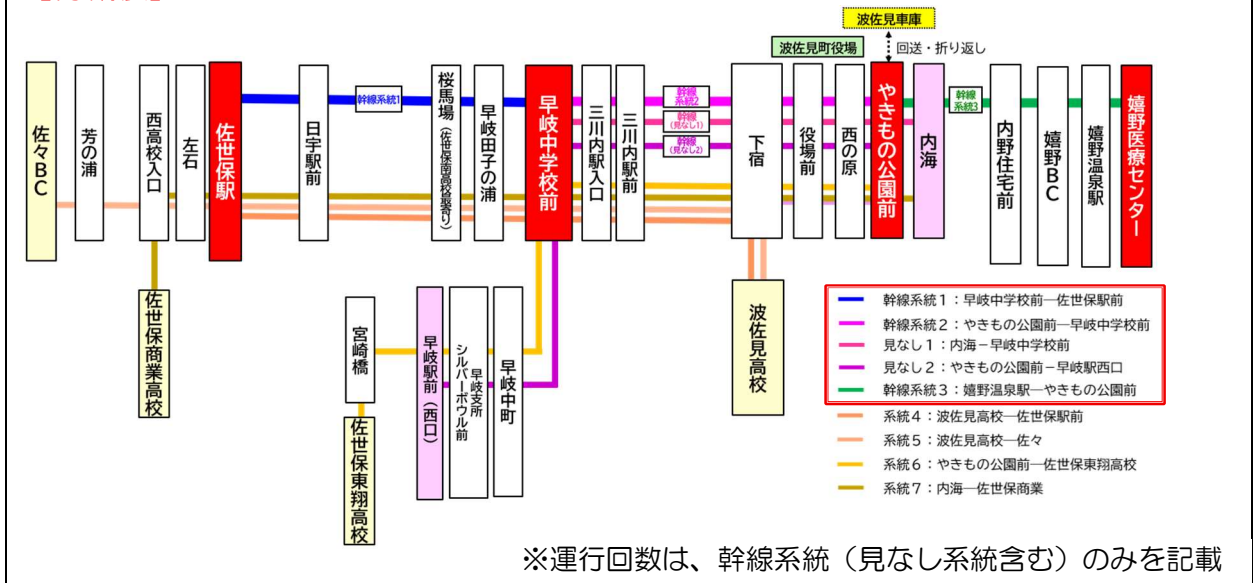 波佐見車庫
波佐見町役場
回送・折り返し
佐々BC
芳の浦
西高校入口
左石
佐世保駅
幹線系統1
日宇駅前
桜馬場(佐世保南高校最寄り)
早岐田子の浦
早岐中学校前
三川内駅入口
三川内駅前
幹線
系統2
幹線
(見なし1)
幹線
(見なし2)
下宿
役場前
西の原
やきもの公園前
内海
幹線
系統3
内野住宅前
嬉野BC
嬉野温泉駅
嬉野医療センター
佐世保商業高校
宮崎橋
佐世保東翔高校
早岐駅前(西口)
早岐支所
シルバーボウル前
早岐中町
波佐見高校
幹線系統1:早岐中学校前―佐世保駅前
幹線系統2:やきもの公園前―早岐中学校前
見なし1:内海-早岐中学校前
見なし2:やきもの公園前-早岐駅西口
幹線系統3:嬉野温泉駅―やきもの公園前
系統4:波佐見高校―佐世保駅前
系統5:波佐見高校―佐々
系統6:やきもの公園前―佐世保東翔高校
系統7:内海―佐世保商業
※運行回数は、幹線系統(見なし系統含む)のみを記載